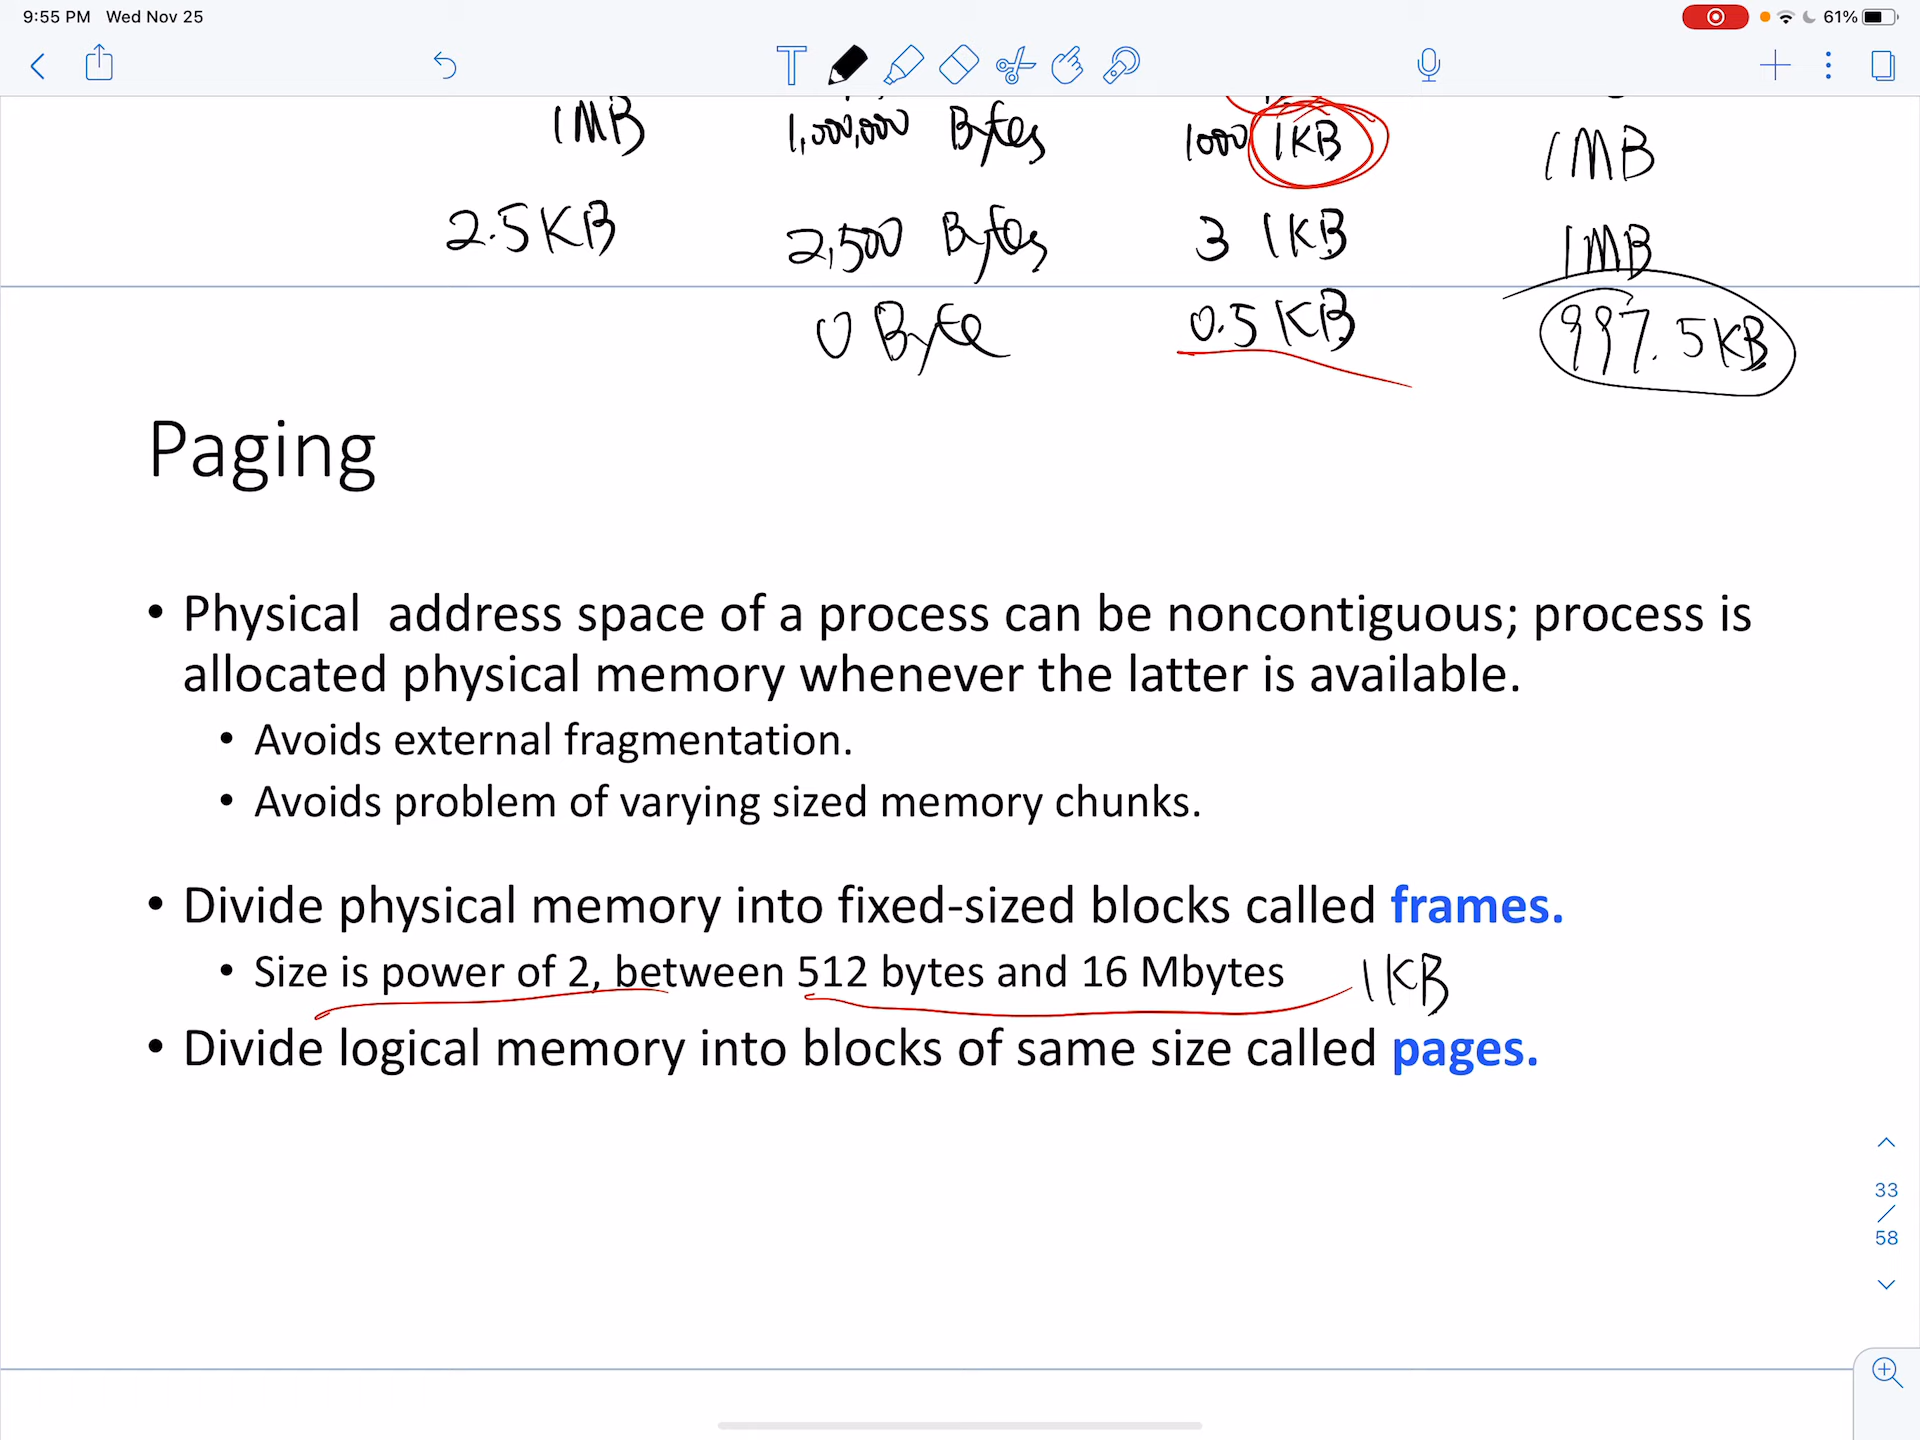 9:55 PM Wed Nov 25
61%
1MB 1,000,000 Bytes 1000 1KB 1MB
2.5KB 2,500 Bytes 3 1KB 1MB
0 Byte 0.5KB 997.5KB
Paging
• Physical address space of a process can be noncontiguous; process is
allocated physical memory whenever the latter is available.
• Avoids external fragmentation.
• Avoids problem of varying sized memory chunks.
• Divide physical memory into fixed-sized blocks called frames.
• Size is power of 2, between 512 bytes and 16 Mbytes 1KB
• Divide logical memory into blocks of same size called pages.
33
/
58